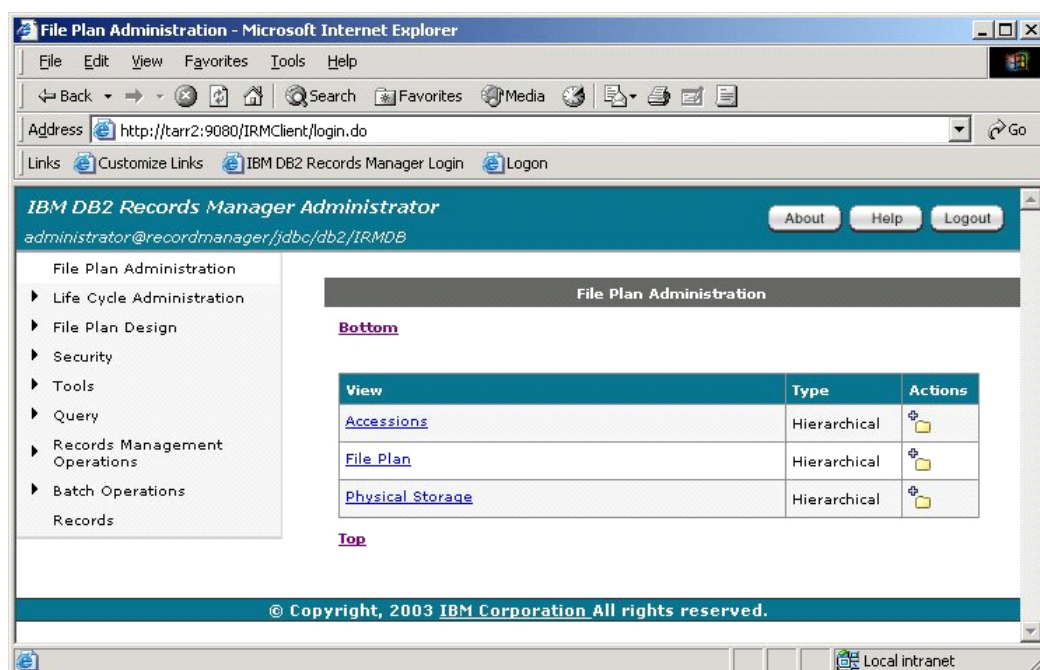 File Plan Administration - Microsoft Internet Explorer
File Edit View Favorites Tools Help
Back Search Favorites Media
Address http://tarr2:9080/IRMClient/login.do Go
Links Customize Links IBM DB2 Records Manager Login Logon
IBM DB2 Records Manager Administrator
administrator@recordmanager/jdbc/db2/IRMDB
About Help Logout
File Plan Administration
Life Cycle Administration
File Plan Design
Security
Tools
Query
Records Management
Operations
Batch Operations
Records
File Plan Administration
Bottom
View Type Actions
Accessions Hierarchical
File Plan Hierarchical
Physical Storage Hierarchical
Top
© Copyright, 2003 IBM Corporation All rights reserved.
Local intranet